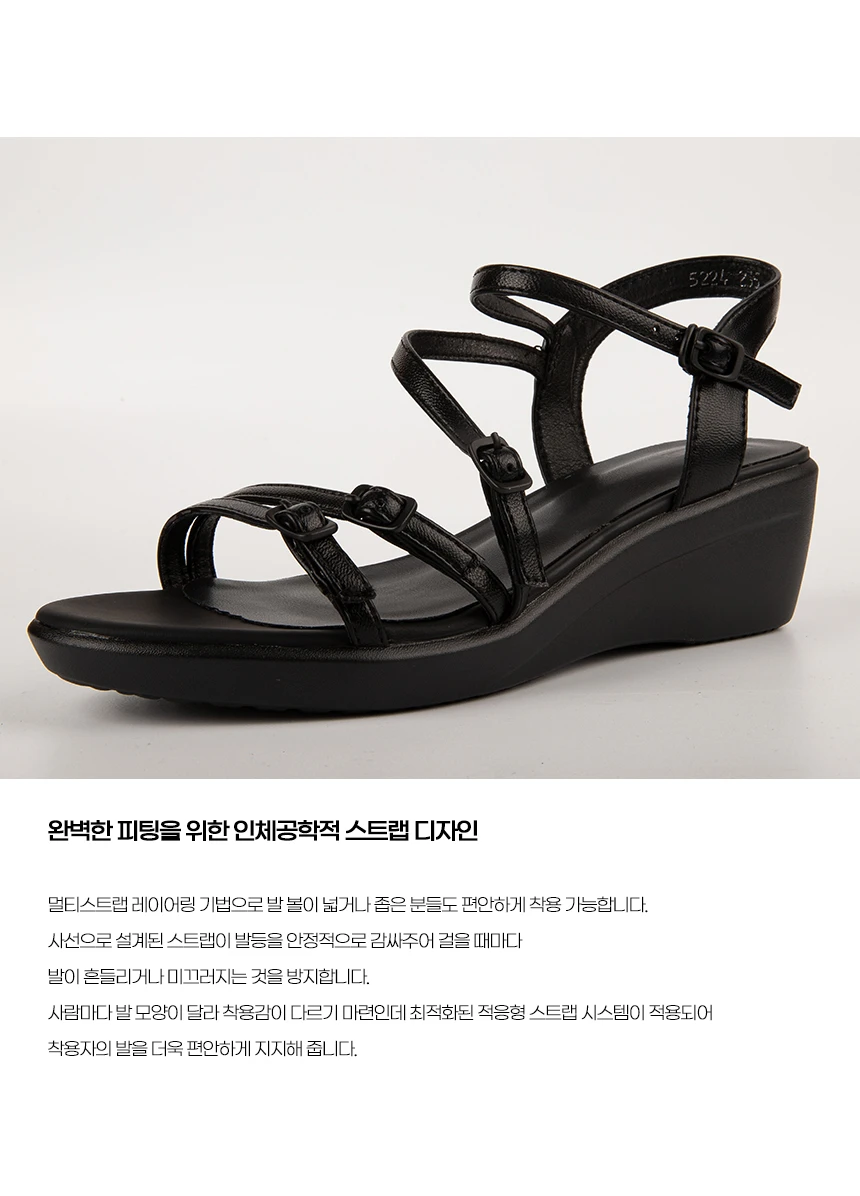 5224 235
완벽한 피팅을 위한 인체공학적 스트랩 디자인
멀티스트랩 레이어링 기법으로 발 볼이 넓거나 좁은 분들도 편안하게 착용 가능합니다.
사선으로 설계된 스트랩이 발등을 안정적으로 감싸주어 걸을 때마다
발이 흔들리거나 미끄러지는 것을 방지합니다.
사람마다 발 모양이 달라 착용감이 다르기 마련인데 최적화된 적응형 스트랩 시스템이 적용되어
착용자의 발을 더욱 편안하게 지지해 줍니다.